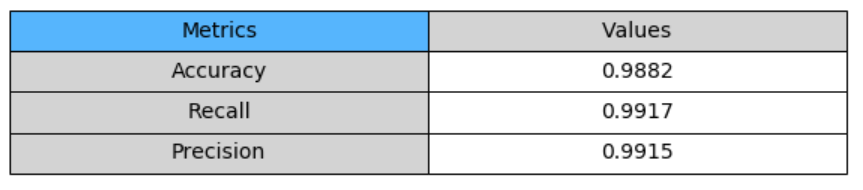 Metrics Values
Accuracy 0.9882
Recall 0.9917
Precision 0.9915